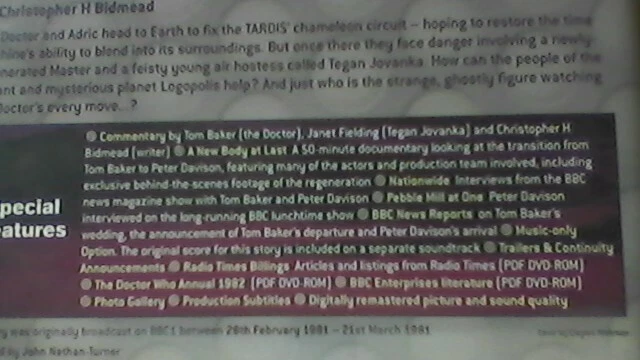 Christopher H Bidmead
Doctor and Adric head to Earth to fix the TARDIS' chameleon circuit – hoping to restore the time
hine's ability to blend into its surroundings. But once there they face danger involving a newly-
nerated Master and a feisty young air hostess called Tegan Jovanka. How can the people of the
nt and mysterious planet Logopolis help? And just who is the strange, ghostly figure watching
Doctor's every move...?
pecial
atures
Commentary by Tom Baker (the Doctor), Janet Fielding (Tegan Jovanka) and Christopher H
Bidmead (writer) A New Body at Last A 50-minute documentary looking at the transition from
Tom Baker to Peter Davison, featuring many of the actors and production team involved, including
exclusive behind-the-scenes footage of the regeneration Nationwide Interviews from the BBC
news magazine show with Tom Baker and Peter Davison Pebble Mill at One Peter Davison
interviewed on the long-running BBC lunchtime show BBC News Reports on Tom Baker's
wedding, the announcement of Tom Baker's departure and Peter Davison's arrival Music-only
Option. The original score for this story is included on a separate soundtrack Trailers & Continuity
Announcements Radio Times Billings Articles and listings from Radio Times (PDF DVD-ROM)
The Doctor Who Annual 1982 (PDF DVD-ROM) BBC Enterprises literature (PDF DVD-ROM)
Photo Gallery Production Subtitles Digitally remastered picture and sound quality
y was originally broadcast on BBC1 between 28th February 1981 – 21st March 1981
d by John Nathan-Turner